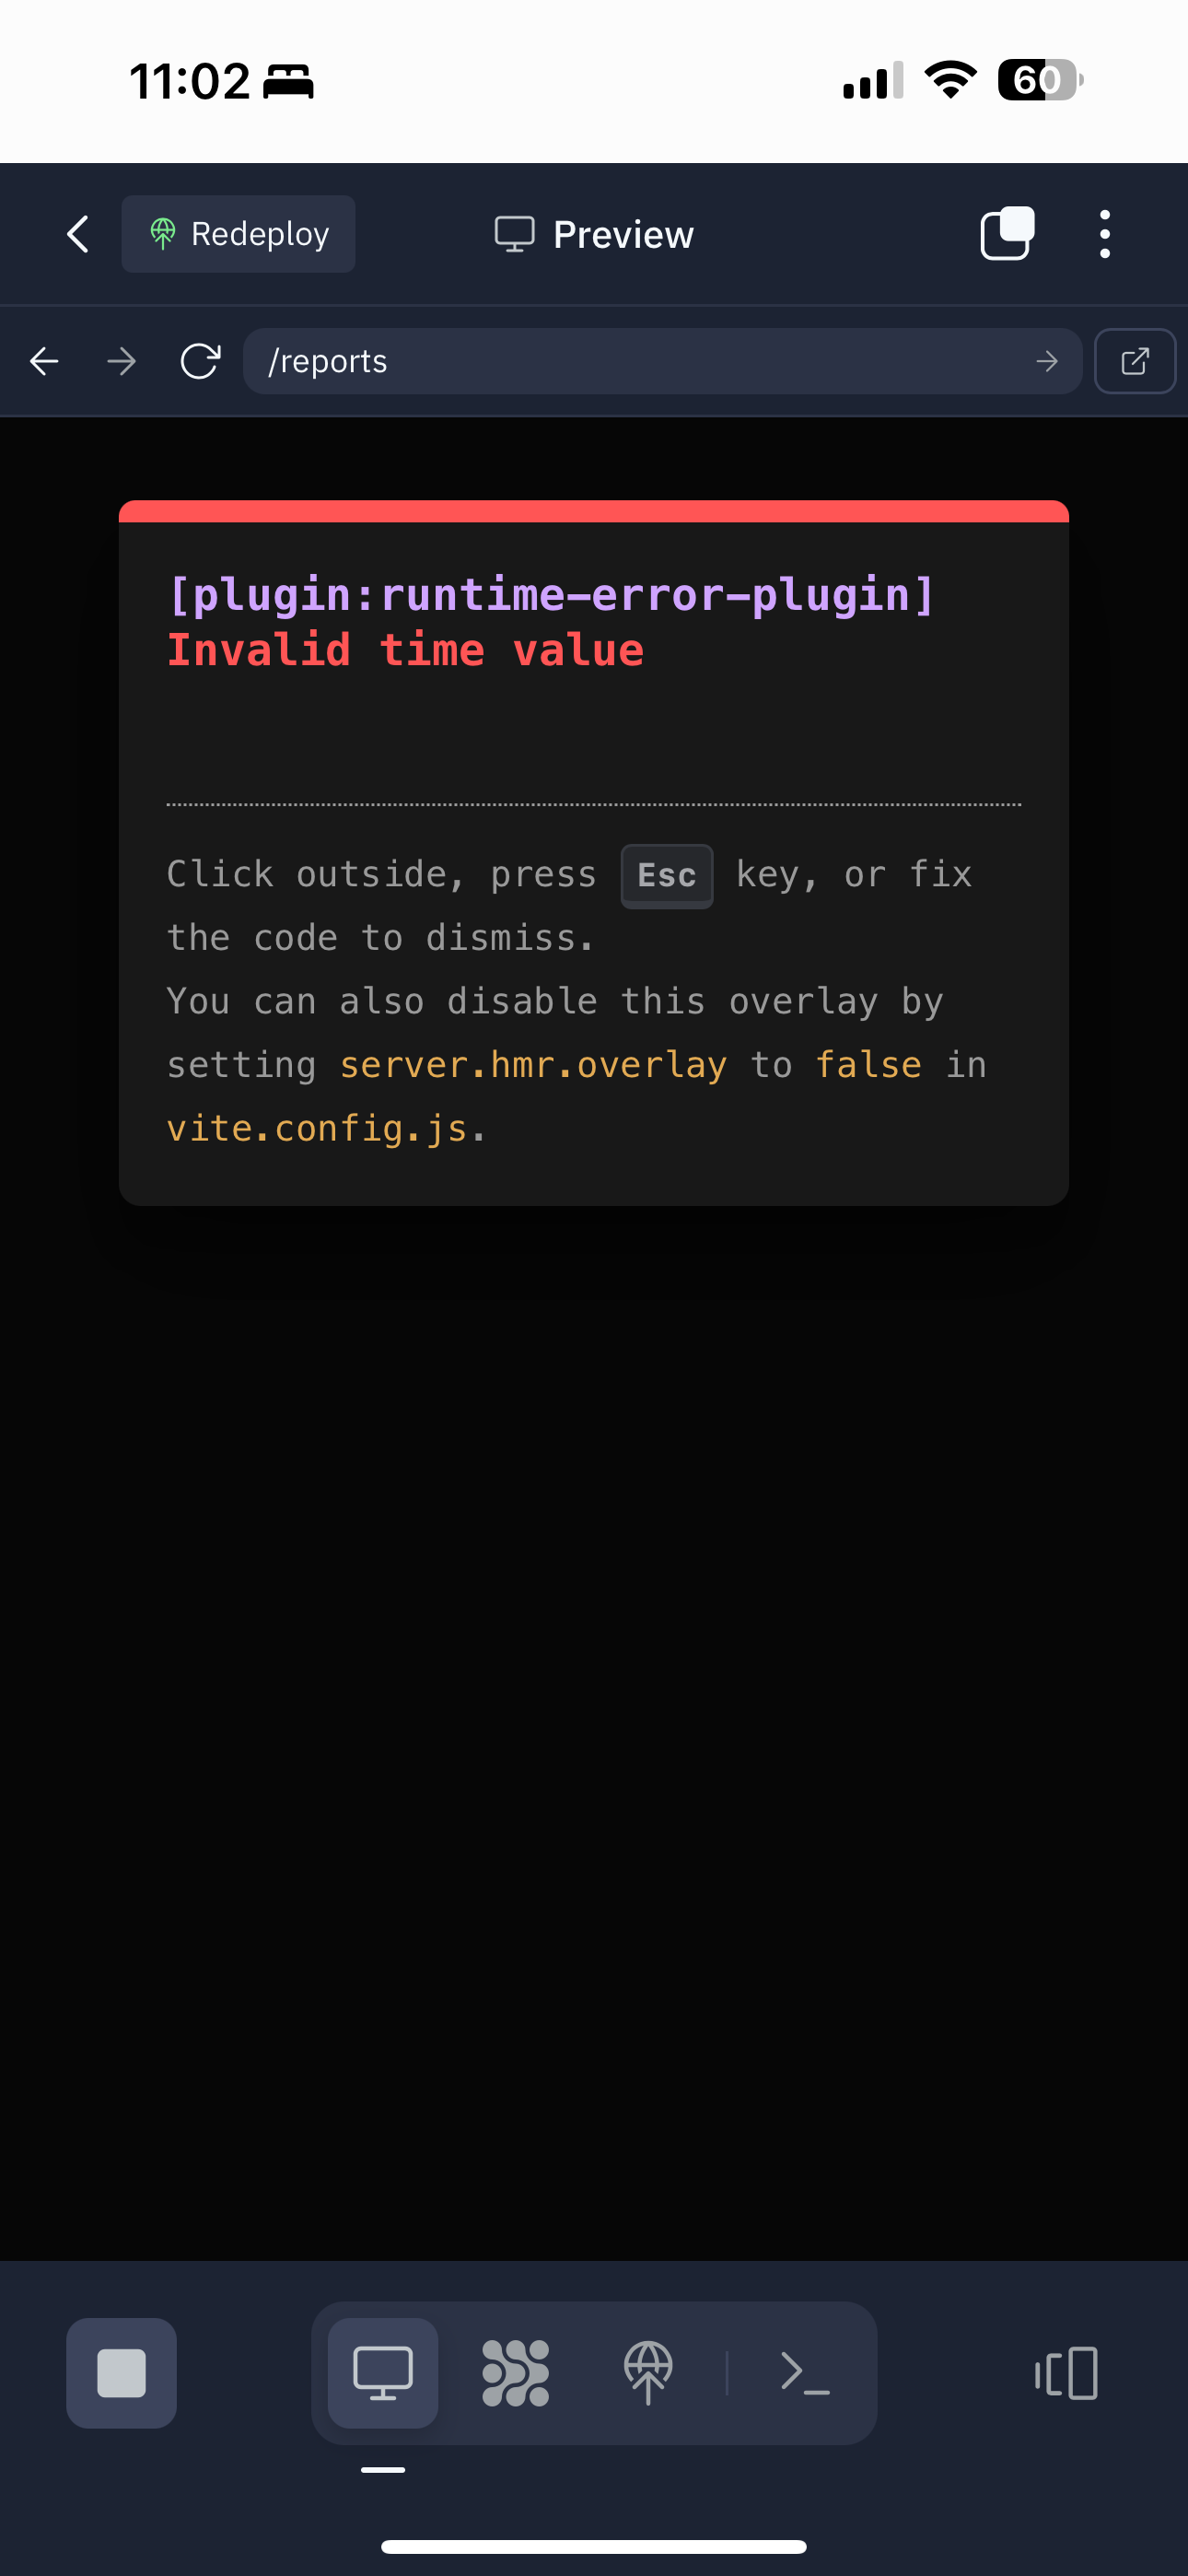 11:02
60
Redeploy
Preview
/reports
[plugin:runtime-error-plugin]
Invalid time value
Click outside, press Esc key, or fix
the code to dismiss.
You can also disable this overlay by
setting server.hmr.overlay to false in
vite.config.js.